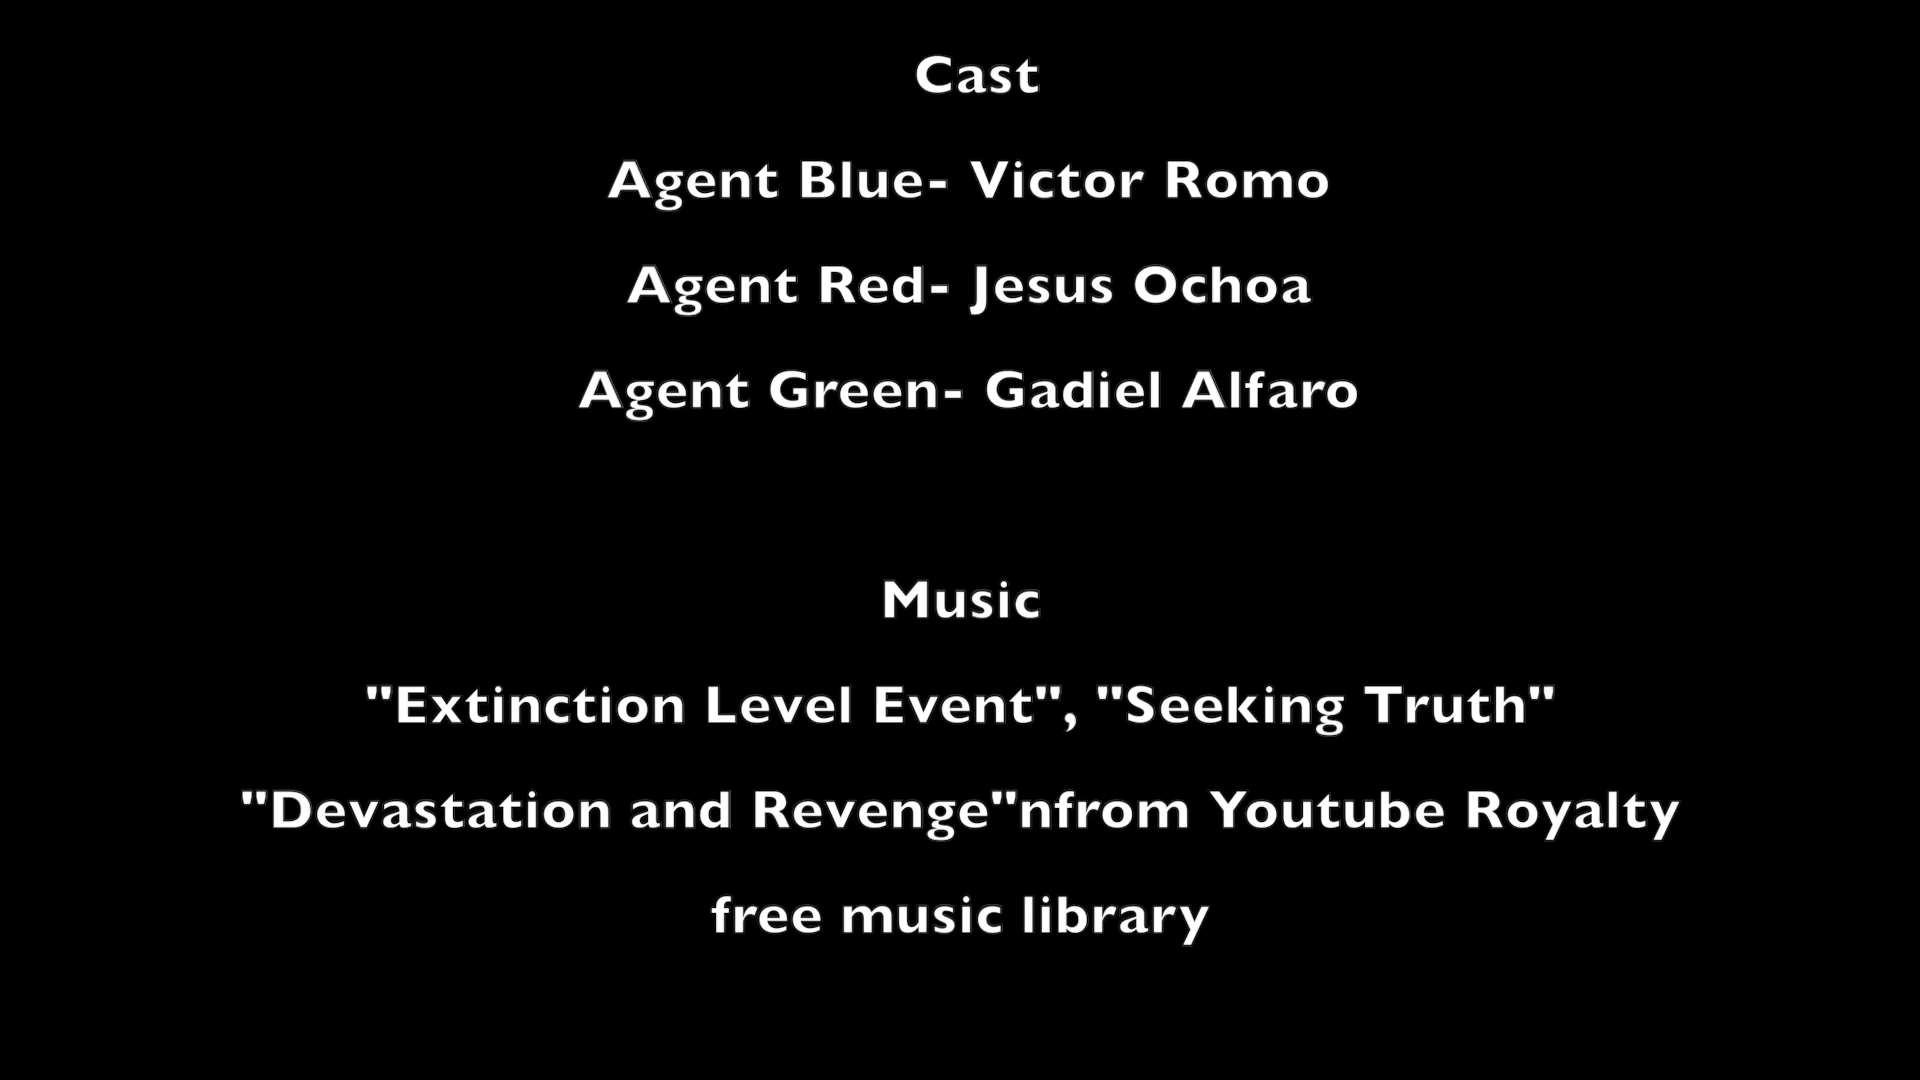 Cast
Agent Blue- Victor Romo
Agent Red- Jesus Ochoa
Agent Green- Gadiel Alfaro
Music
"Extinction Level Event", "Seeking Truth"
"Devastation and Revenge"nfrom Youtube Royalty
free music library